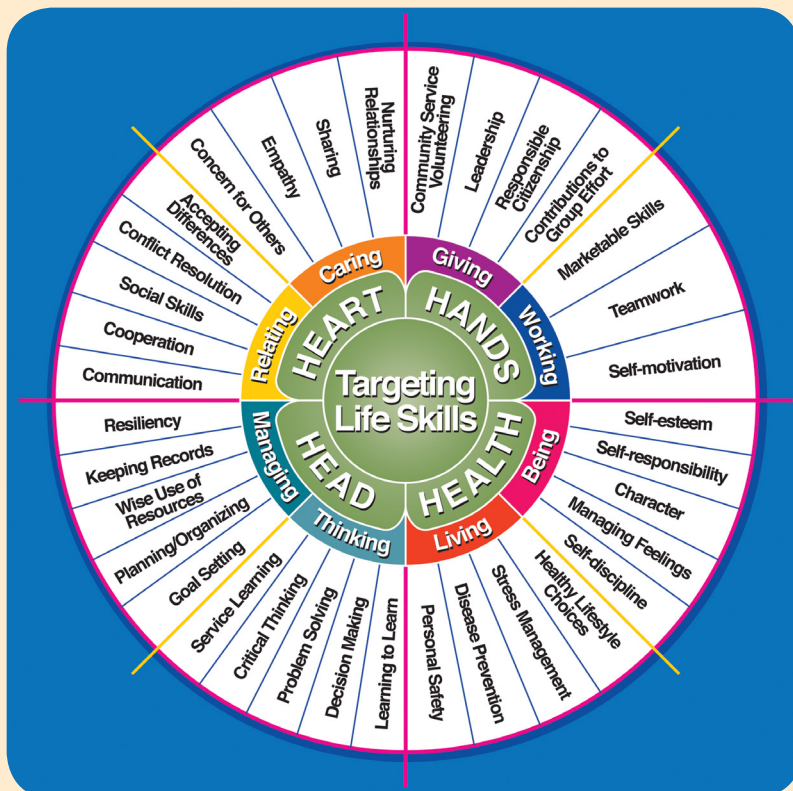 Targeting
Life Skills
HEART
HANDS
HEALTH
HEAD
Caring
Giving
Working
Being
Living
Thinking
Managing
Relating
Nurturing
Relationships
Sharing
Empathy
Concern for Others
Accepting
Differences
Conflict Resolution
Social Skills
Cooperation
Communication
Community Service
Volunteering
Leadership
Responsible
Citizenship
Contributions to
Group Effort
Marketable Skills
Teamwork
Self-motivation
Self-esteem
Self-responsibility
Character
Managing Feelings
Self-discipline
Healthy Lifestyle
Choices
Stress Management
Disease Prevention
Personal Safety
Learning to Learn
Decision Making
Problem Solving
Critical Thinking
Service Learning
Goal Setting
Planning/Organizing
Wise Use of
Resources
Keeping Records
Resiliency